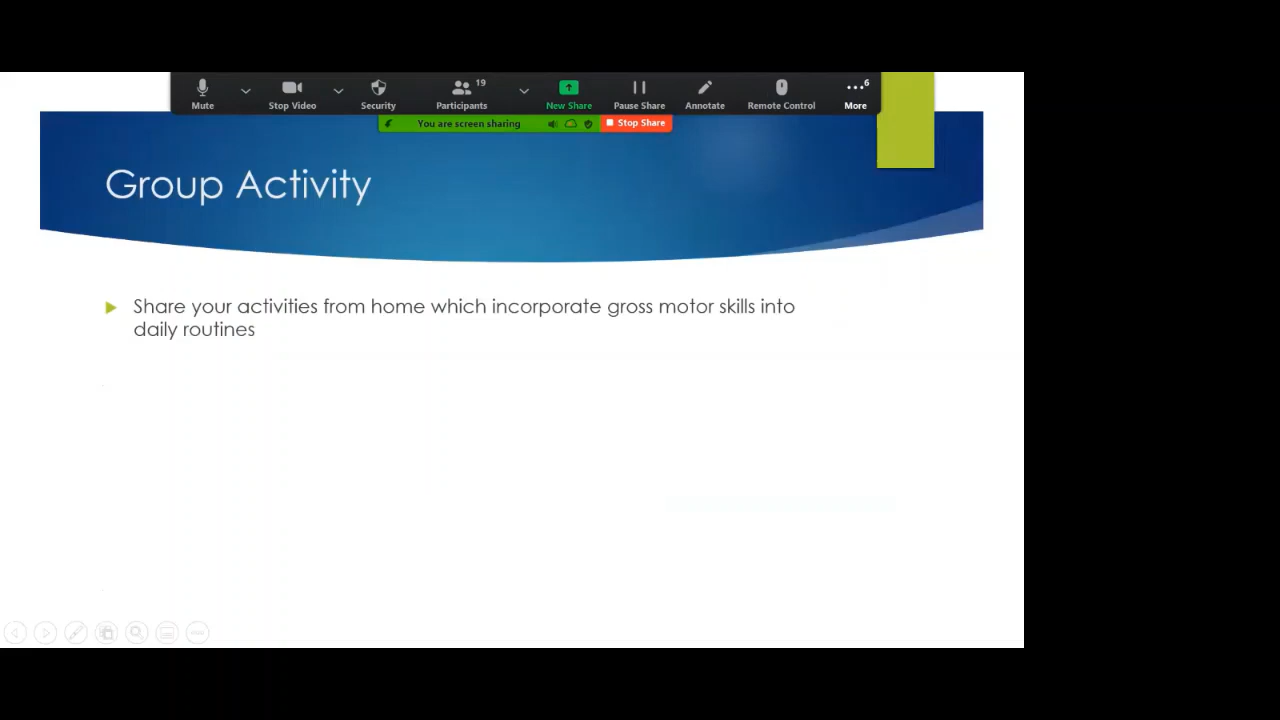 19
6
Mute
Stop Video
Security
Participants
New Share
Pause Share
Annotate
Remote Control
More
You are screen sharing
Stop Share
Group Activity
Share your activities from home which incorporate gross motor skills into
daily routines